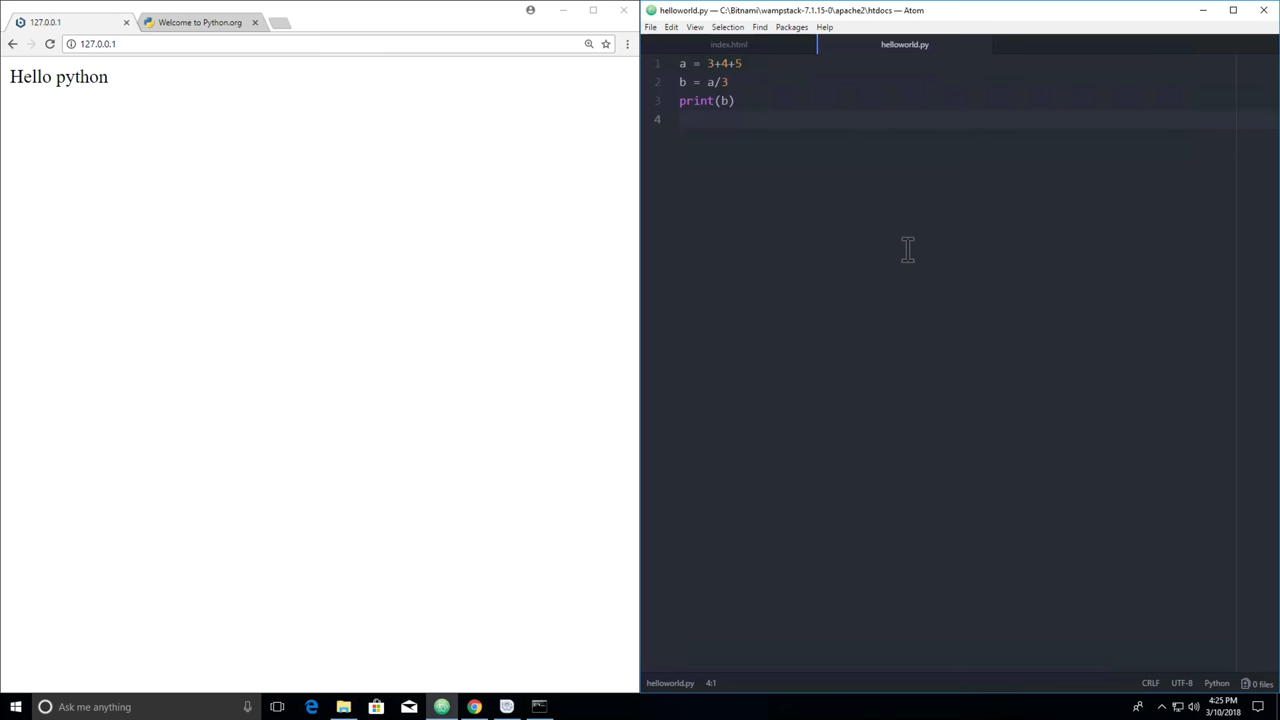 127.0.0.1
Welcome to Python.org
127.0.0.1
Hello python
helloworld.py — C:\Bitnami\wampstack-7.1.15-0\apache2\htdocs — Atom
File Edit View Selection Find Packages Help
index.html
helloworld.py
1 a = 3+4+5
2 b = a/3
3 print(b)
4
helloworld.py 4:1
CRLF UTF-8 Python 0 files
Ask me anything
4:25 PM
3/10/2018